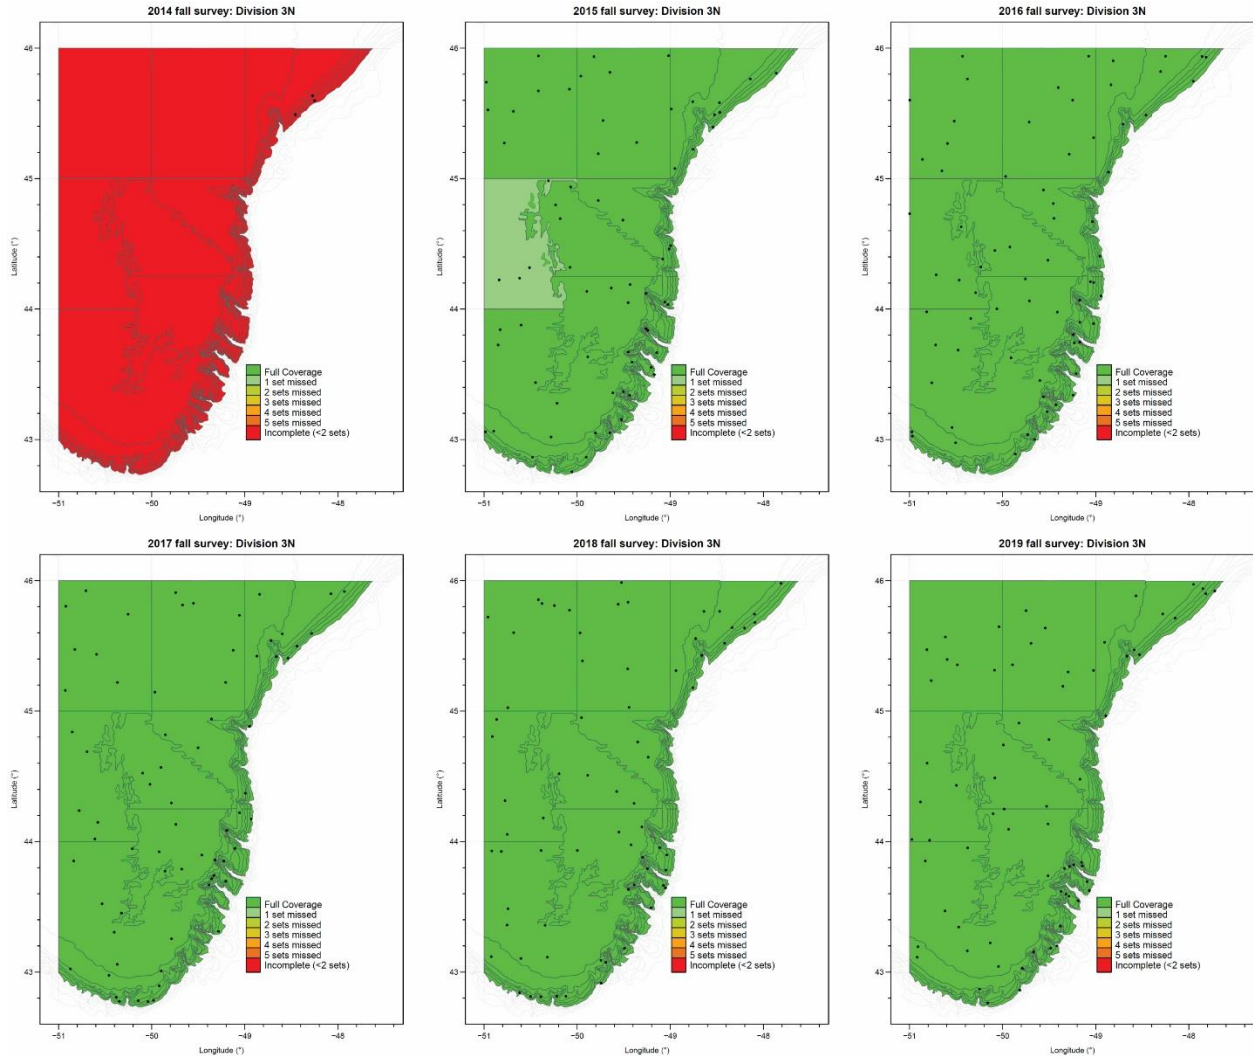 2014 fall survey: Division 3N
46
45
44
43
Latitude (°)
Full Coverage
1 set missed
2 sets missed
3 sets missed
4 sets missed
5 sets missed
Incomplete (<2 sets)
−51
−50
−49
−48
Longitude (°)
2015 fall survey: Division 3N
46
45
44
43
Latitude (°)
Full Coverage
1 set missed
2 sets missed
3 sets missed
4 sets missed
5 sets missed
Incomplete (<2 sets)
−51
−50
−49
−48
Longitude (°)
2016 fall survey: Division 3N
46
45
44
43
Latitude (°)
Full Coverage
1 set missed
2 sets missed
3 sets missed
4 sets missed
5 sets missed
Incomplete (<2 sets)
−51
−50
−49
−48
Longitude (°)
2017 fall survey: Division 3N
46
45
44
43
Latitude (°)
Full Coverage
1 set missed
2 sets missed
3 sets missed
4 sets missed
5 sets missed
Incomplete (<2 sets)
−51
−50
−49
−48
Longitude (°)
2018 fall survey: Division 3N
46
45
44
43
Latitude (°)
Full Coverage
1 set missed
2 sets missed
3 sets missed
4 sets missed
5 sets missed
Incomplete (<2 sets)
−51
−50
−49
−48
Longitude (°)
2019 fall survey: Division 3N
46
45
44
43
Latitude (°)
Full Coverage
1 set missed
2 sets missed
3 sets missed
4 sets missed
5 sets missed
Incomplete (<2 sets)
−51
−50
−49
−48
Longitude (°)